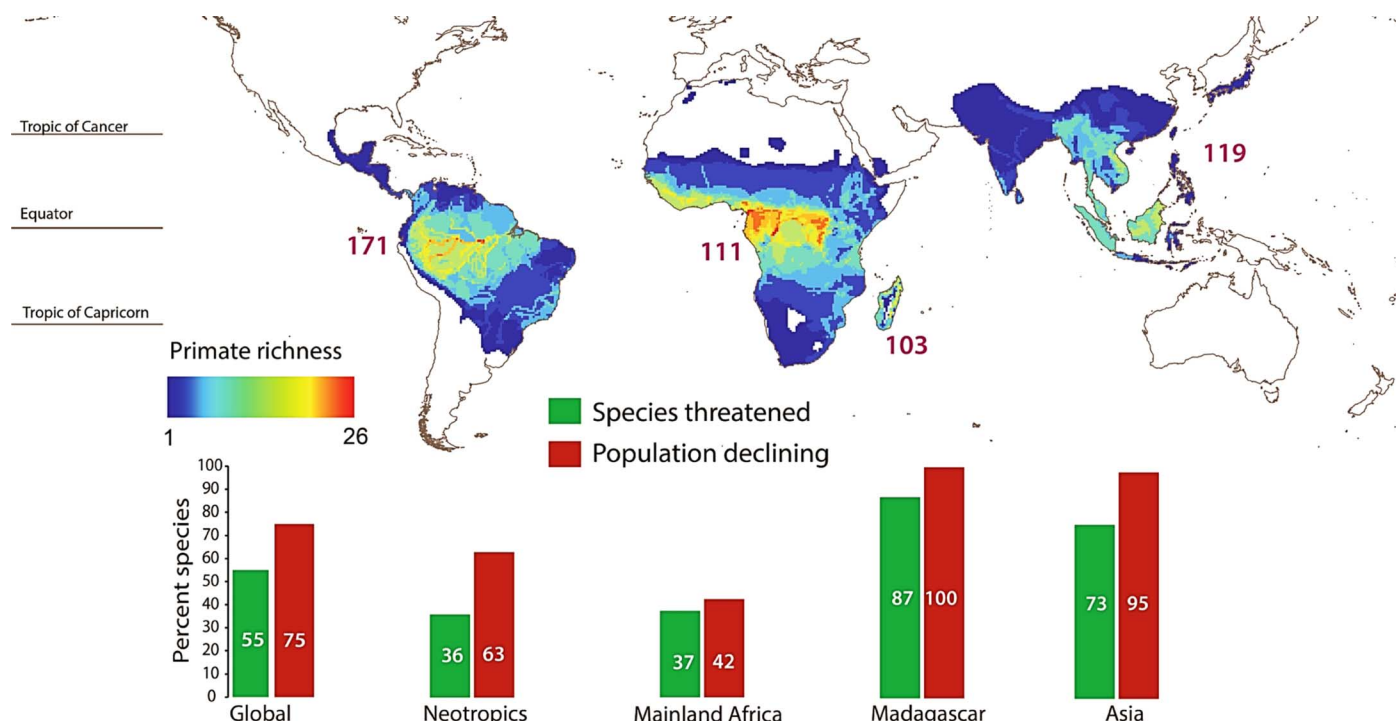 Tropic of Cancer
119
Equator
171
111
Tropic of Capricorn
103
Primate richness
1 26
Species threatened
Population declining
Percent species
100
90
80
70
60
50
40
30
20
10
0
55 75
36 63
37 42
87 100
73 95
Global Neotropics Mainland Africa Madagascar Asia